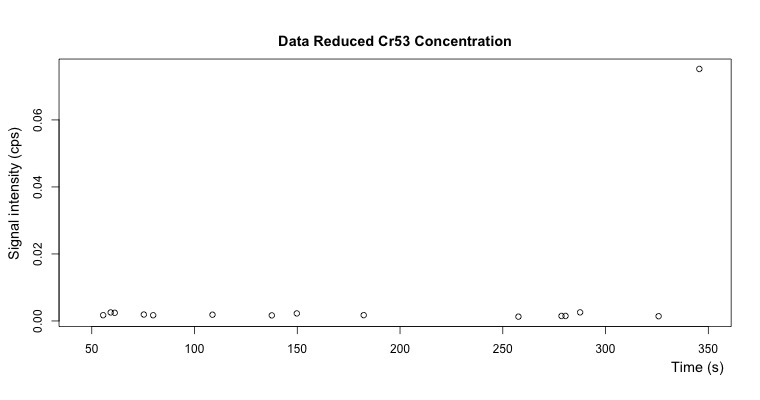 Data Reduced Cr53 Concentration
Signal intensity (cps)
0.06
0.04
0.02
0.00
50 100 150 200 250 300 350
Time (s)